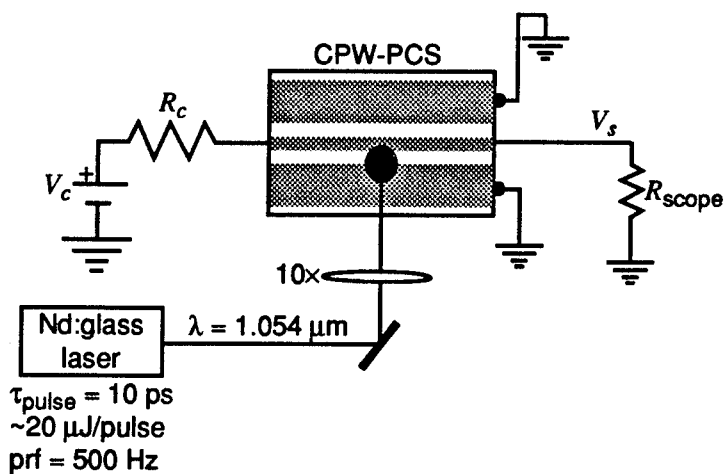 CPW-PCS
R_c
V_s
V_c
+
R_scope
10×
Nd:glass
laser
λ = 1.054 μm
τ_pulse = 10 ps
~20 μJ/pulse
prf = 500 Hz